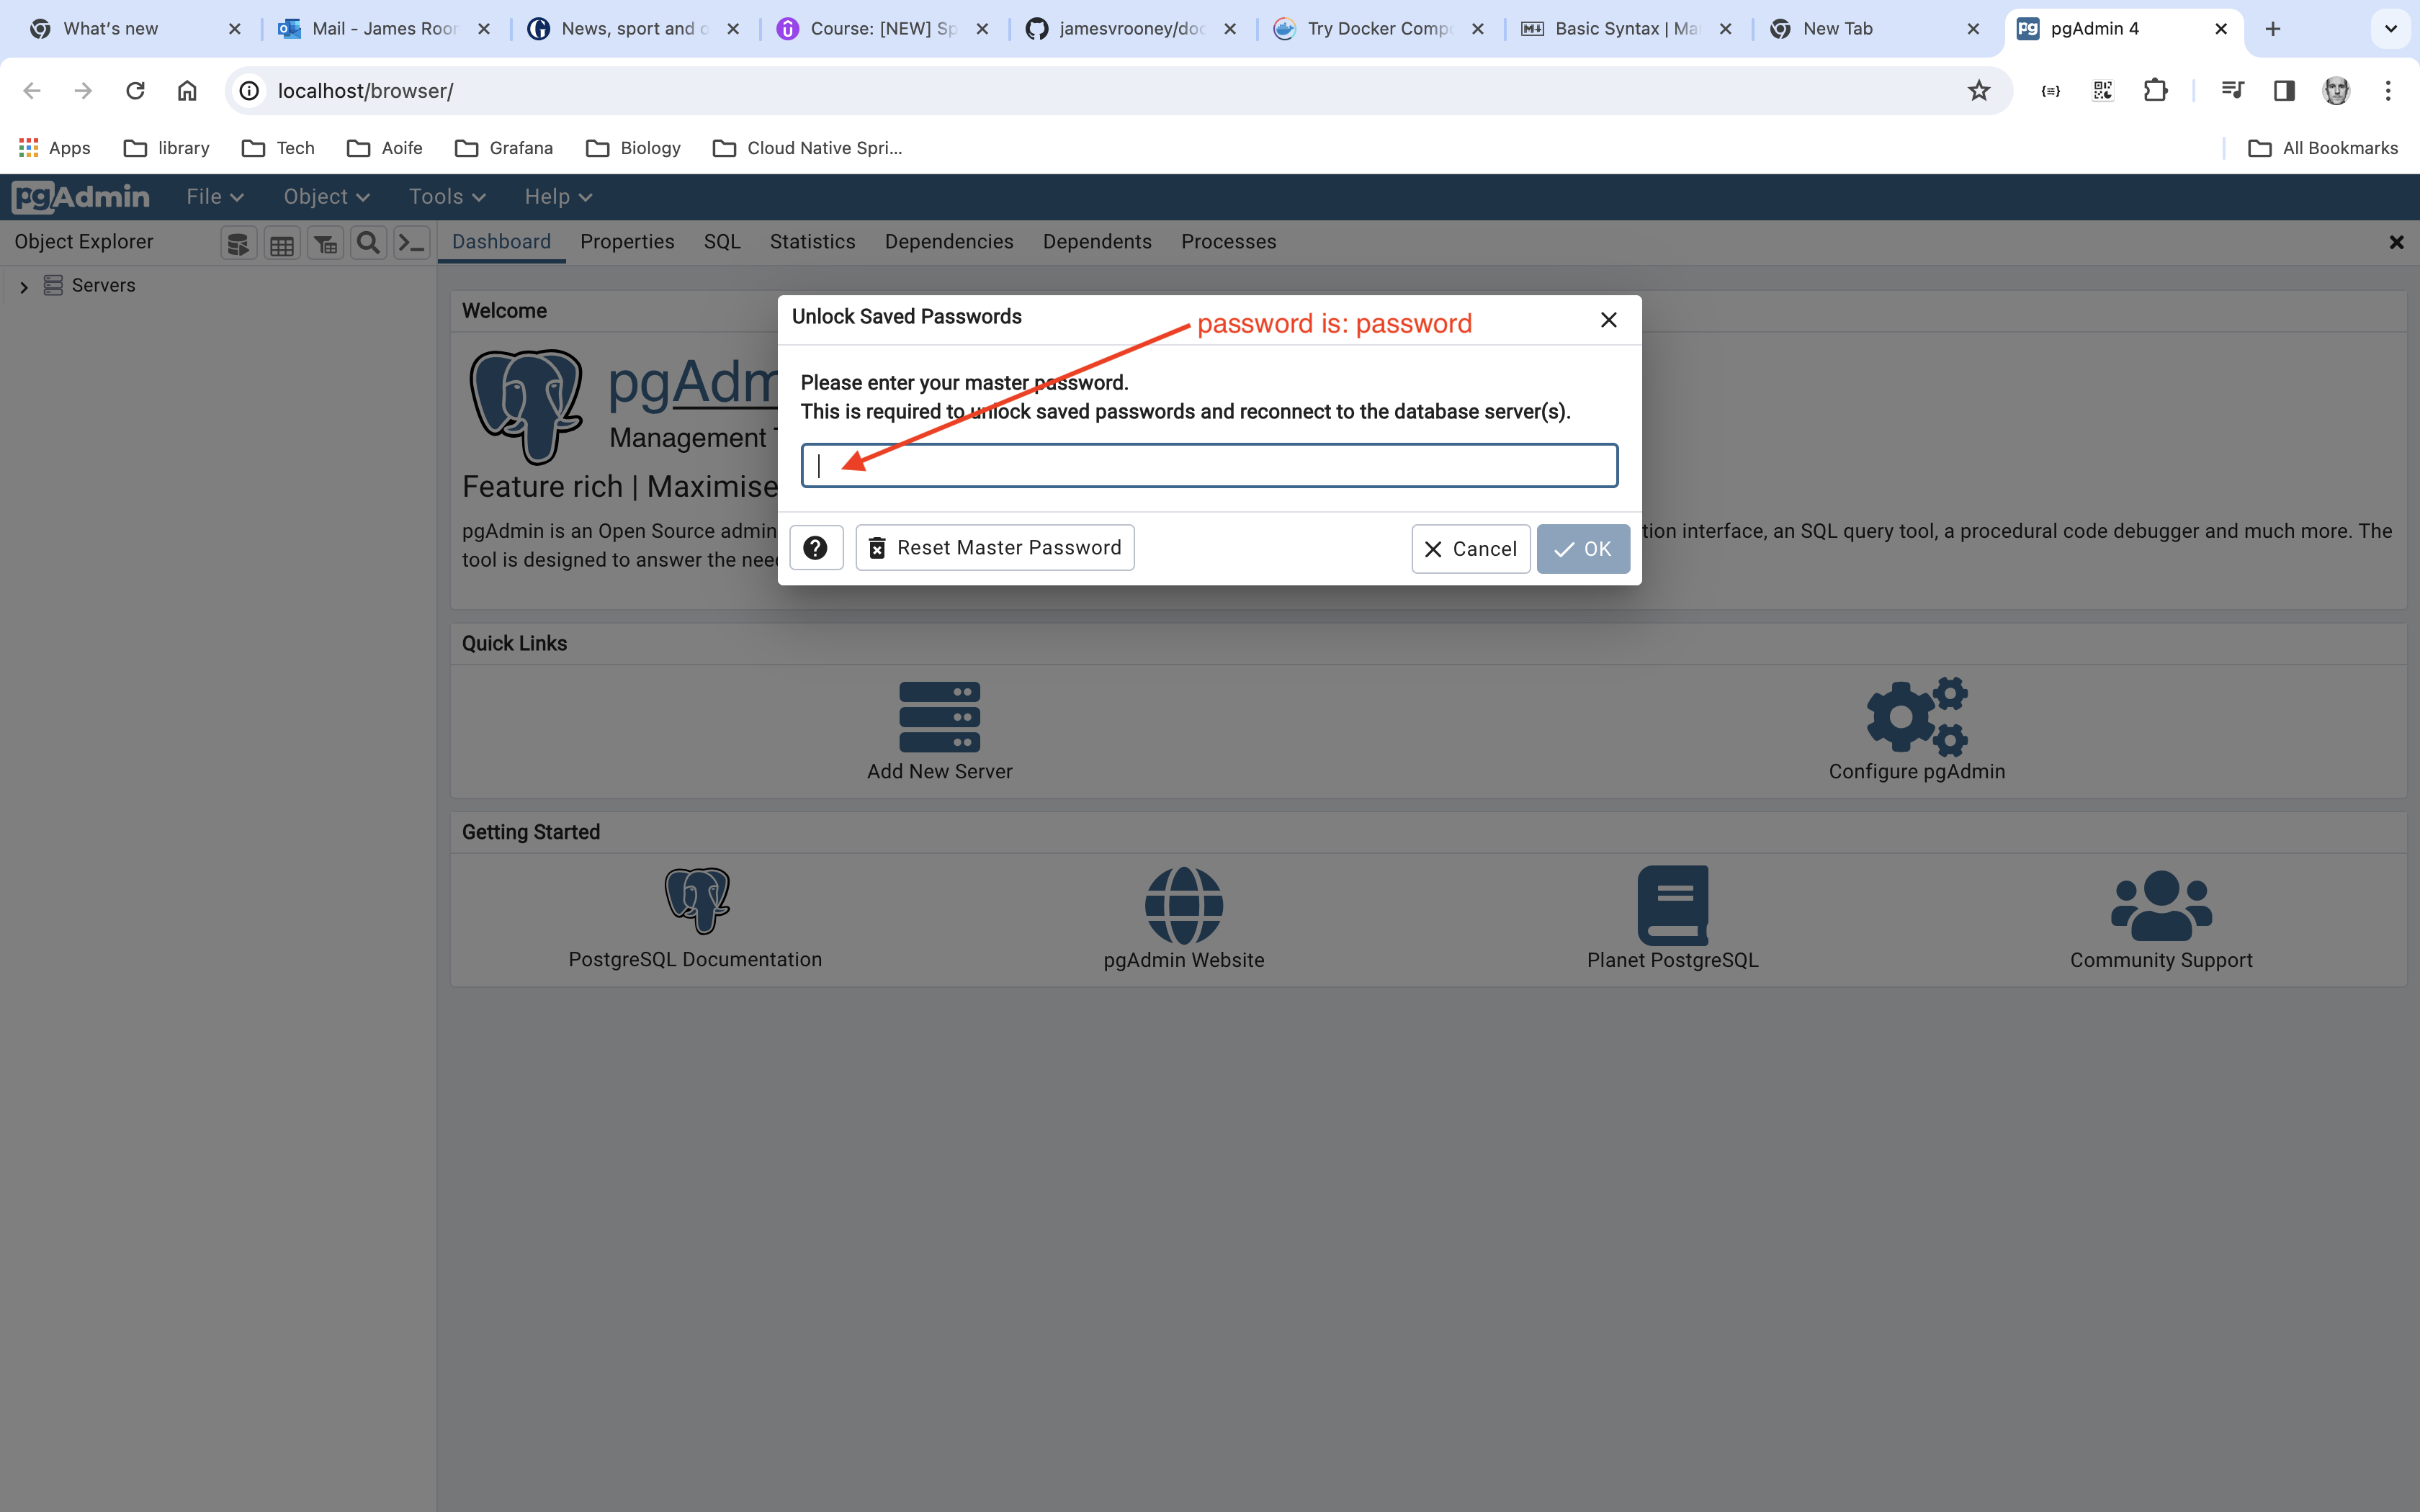 What's new
Mail - James Roor
News, sport and o
Course: [NEW] Sp
jamesvrooney/doc
Try Docker Compo
Basic Syntax | Mar
New Tab
pgAdmin 4
localhost/browser/
Apps
library
Tech
Aoife
Grafana
Biology
Cloud Native Spri...
All Bookmarks
pgAdmin
File
Object
Tools
Help
Object Explorer
Dashboard
Properties
SQL
Statistics
Dependencies
Dependents
Processes
Servers
Welcome
Unlock Saved Passwords
password is: password
Please enter your master password.
This is required to unlock saved passwords and reconnect to the database server(s).
Reset Master Password
Cancel
OK
pgAdm
Management T
Feature rich | Maximise
pgAdmin is an Open Source admin
tion interface, an SQL query tool, a procedural code debugger and much more. The
tool is designed to answer the nee
Quick Links
Add New Server
Configure pgAdmin
Getting Started
PostgreSQL Documentation
pgAdmin Website
Planet PostgreSQL
Community Support